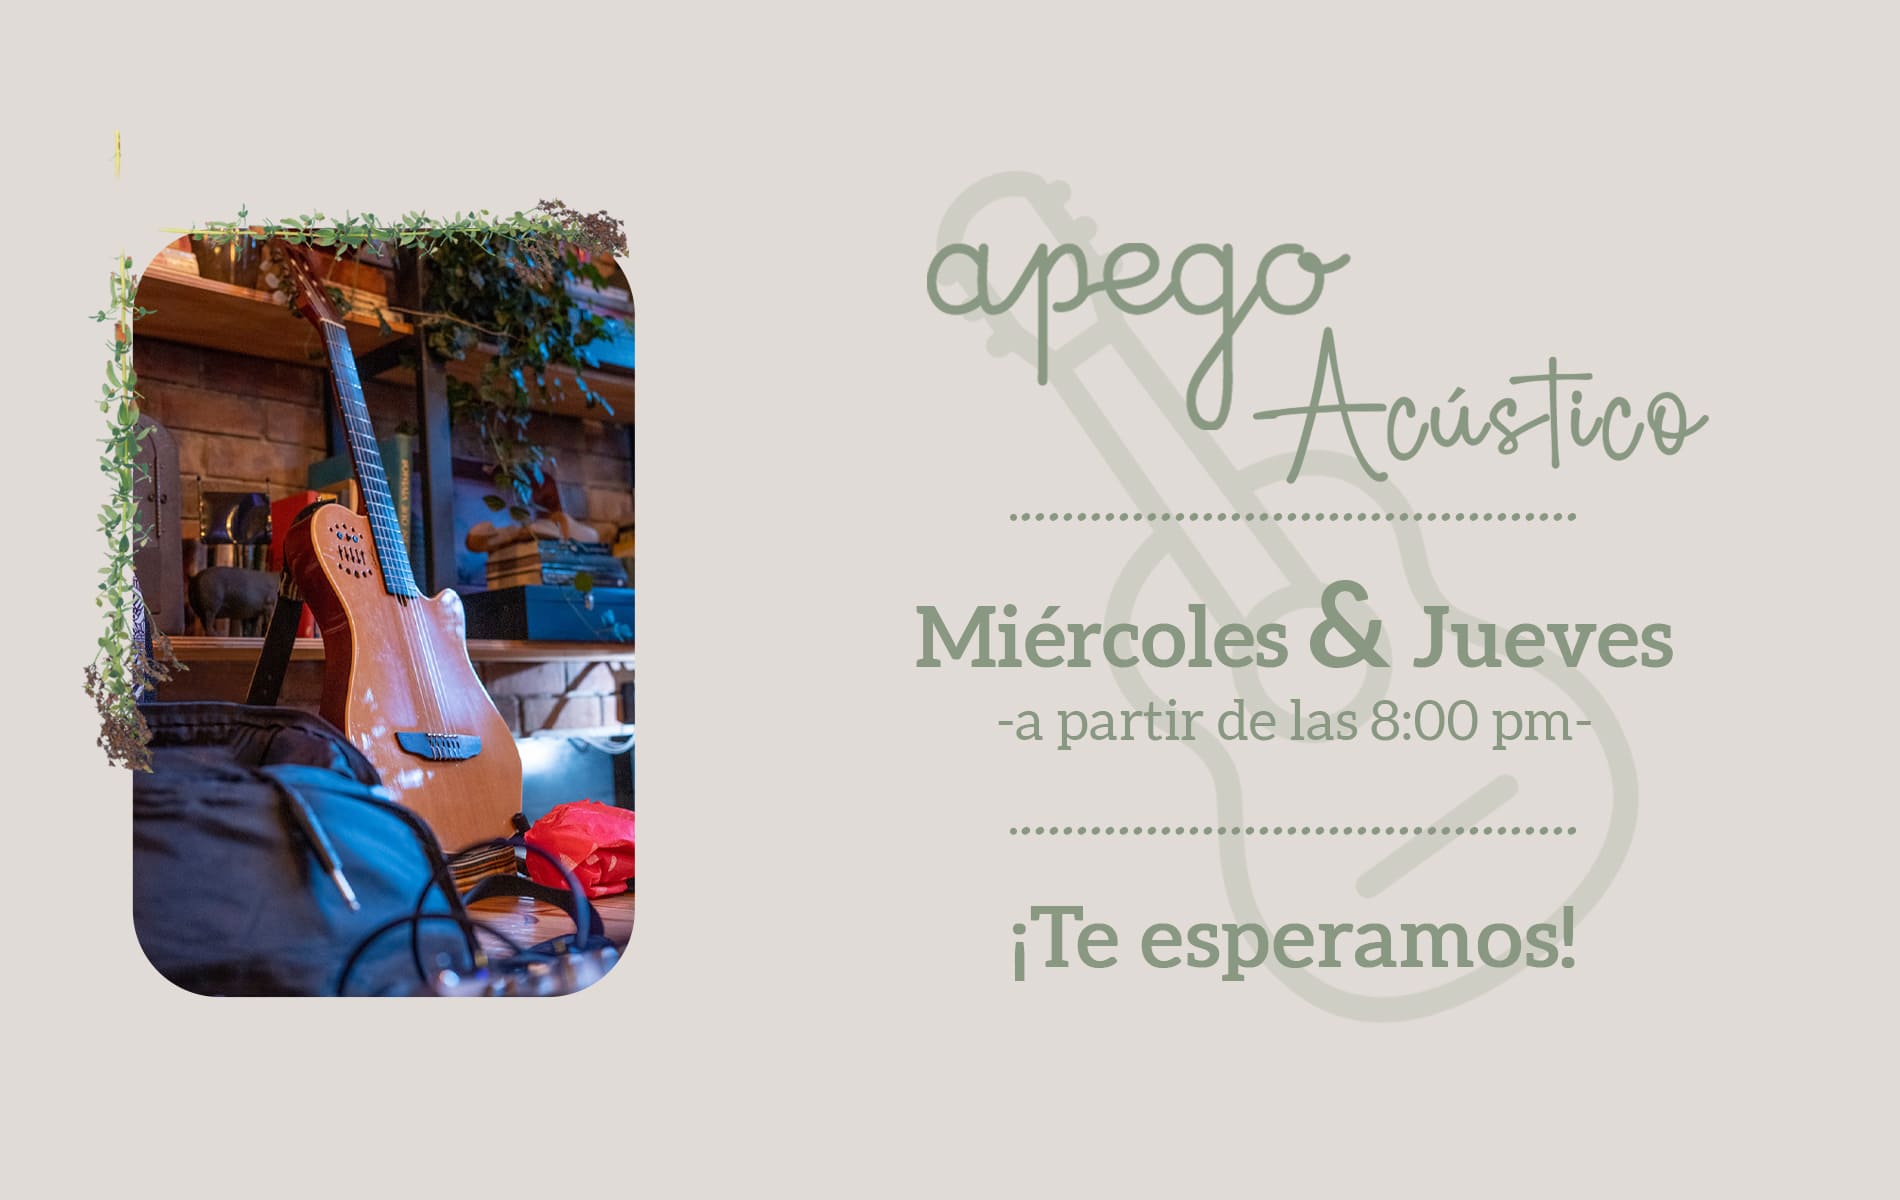 apego
Acústico
Miércoles & Jueves
-a partir de las 8:00 pm-
¡Te esperamos!